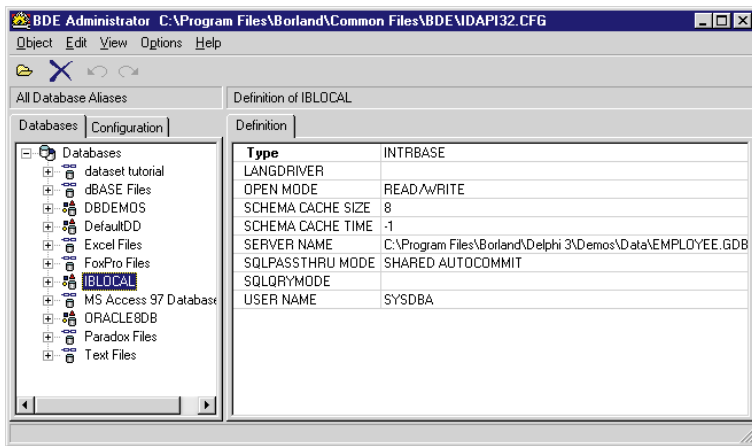 BDE Administrator C:\Program Files\Borland\Common Files\BDE\IDAPI32.CFG
Object Edit View Options Help
All Database Aliases
Definition of IBLOCAL
Databases Configuration
Definition
Databases
dataset tutorial
dBASE Files
DBDEMOS
DefaultDD
Excel Files
FoxPro Files
IBLOCAL
MS Access 97 Database
ORACLE8DB
Paradox Files
Text Files
Type INTRBASE
LANGDRIVER
OPEN MODE READ/WRITE
SCHEMA CACHE SIZE 8
SCHEMA CACHE TIME -1
SERVER NAME C:\Program Files\Borland\Delphi 3\Demos\Data\EMPLOYEE.GDB
SQLPASSTHRU MODE SHARED AUTOCOMMIT
SQLQRYMODE
USER NAME SYSDBA